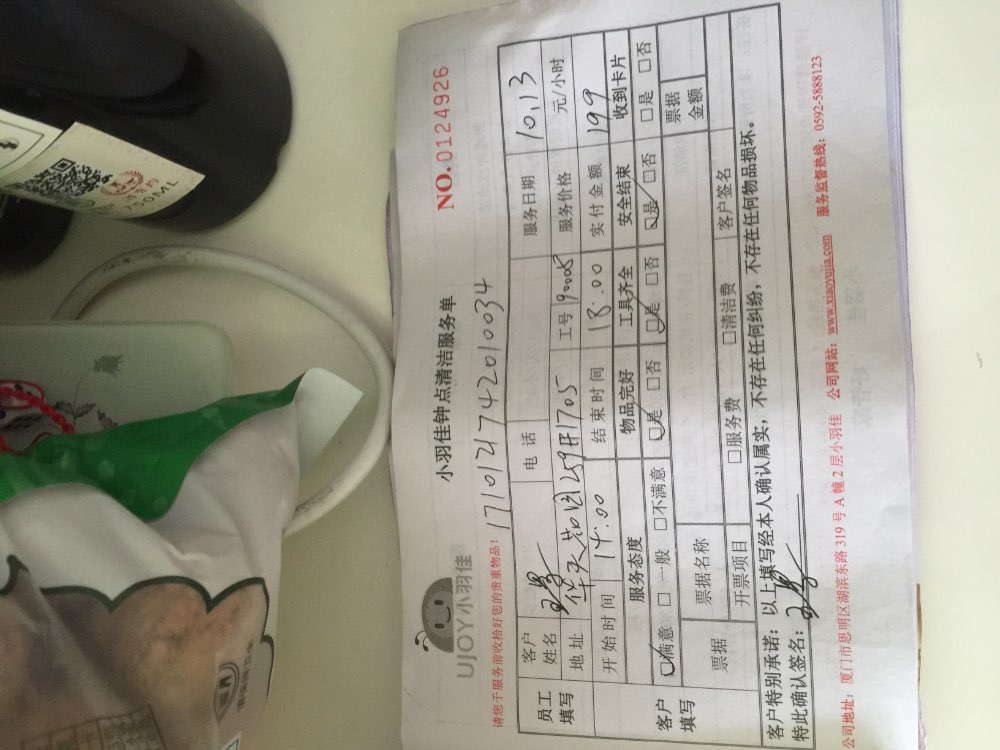 UJOY小羽佳
小羽佳钟点清洁服务单
NO.0124926
请您于服务前收拾好您的贵重物品!
1710121742010034
员工填写
客户姓名
电话
服务日期 10.13
地址
259#1705
工号 190005
服务价格 元/小时
开始时间 14:00 结束时间 18:00 实付金额 199
客户填写
服务态度 物品完好 工具齐全 安全结束 收到卡片
☑满意 □一般 □不满意 ☑是 □否 ☑是 □否 ☑是 □否 □是 □否
票据 票据名称 票据金额
开票项目 □服务费 □清洁费 客户签名
客户特别承诺:以上填写经本人确认属实,不存在任何纠纷,不存在任何物品损坏。
特此确认签名:
公司地址:厦门市思明区湖滨东路319号A幢2层小羽佳 公司网站:www.xiaoyujia.com 服务监督热线:0592-5888123
750ML